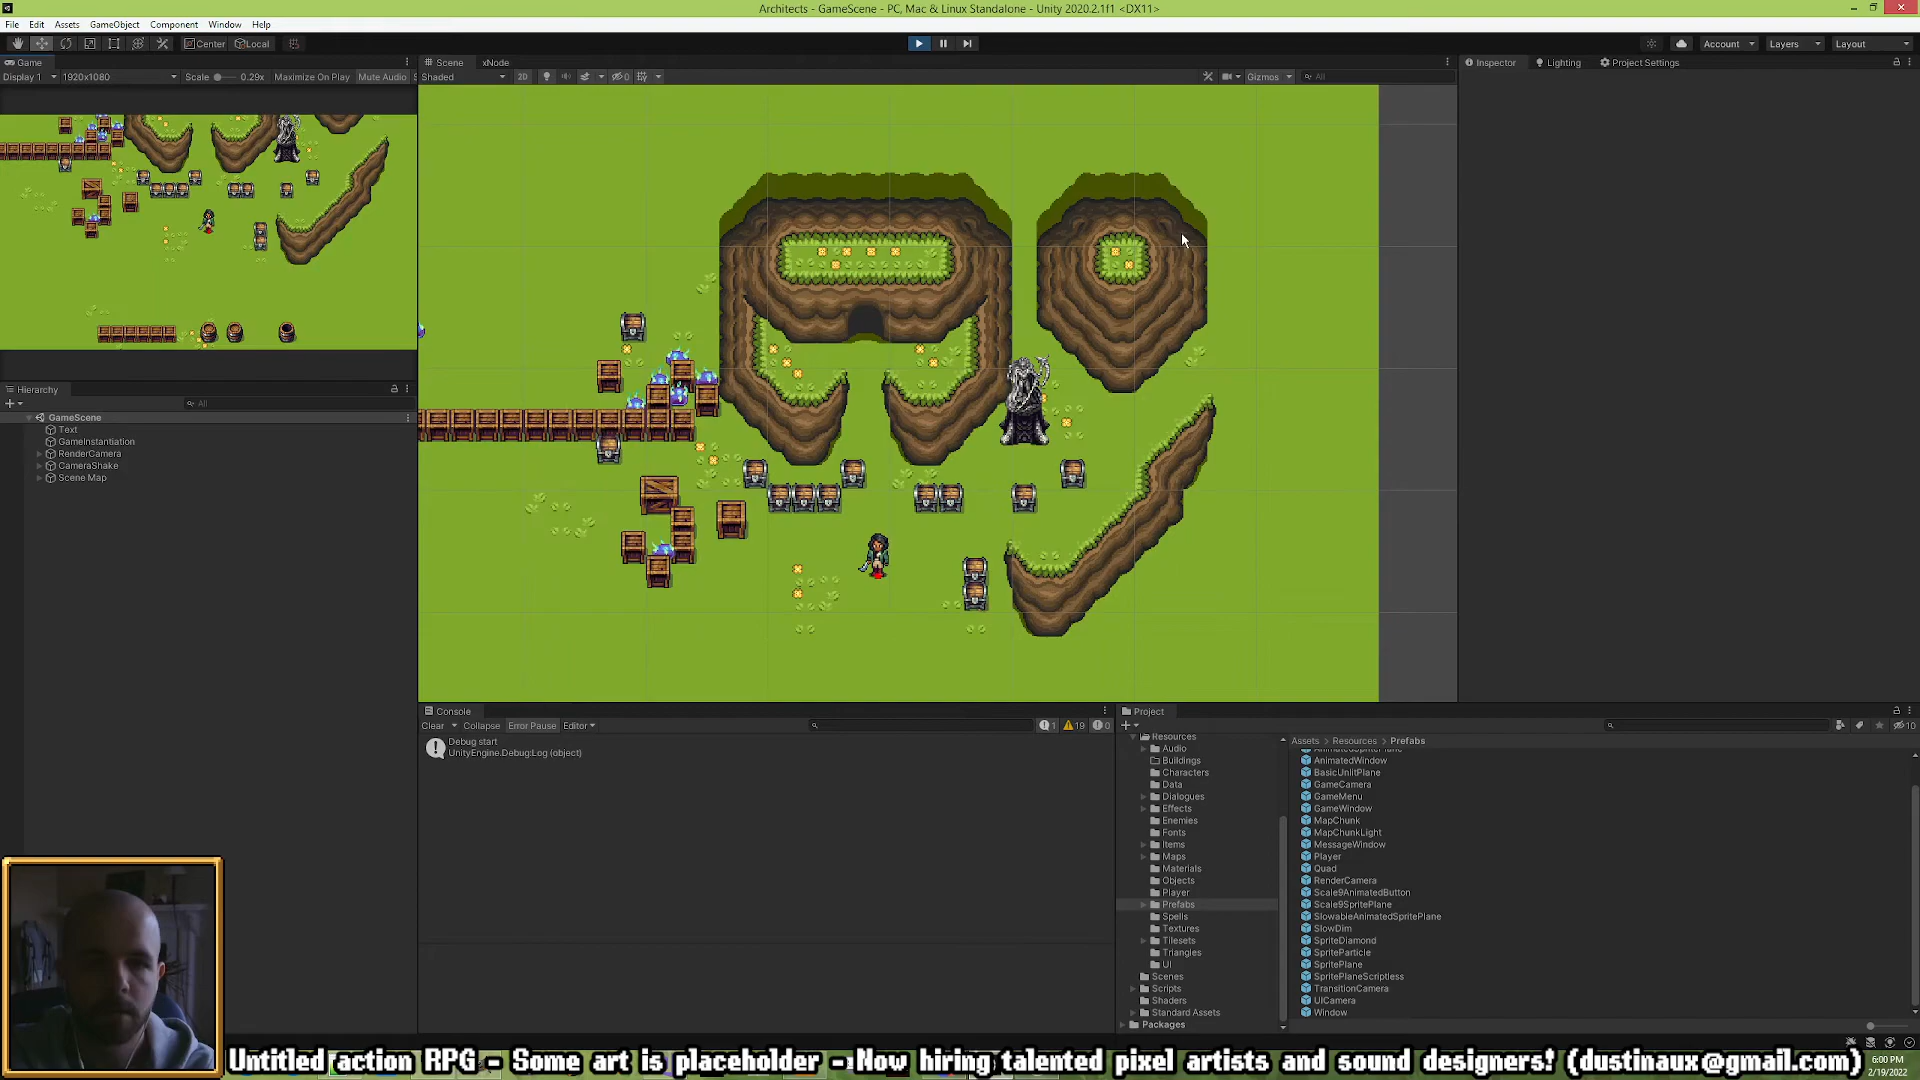 Architects - GameScene - PC, Mac & Linux Standalone - Unity 2020.2.1f1 <DX11>
File Edit Assets GameObject Component Window Help
Center Local
Account Layers Layout
Game
Display 1 1920x1080 Scale 0.29x Maximize On Play Mute Audio
Scene xNode
Shaded 2D 0 Gizmos All
Inspector Lighting Project Settings
Hierarchy
All
GameScene
Text
GameInstantiation
RenderCamera
CameraShake
Scene Map
Console
Clear Collapse Error Pause Editor 1 19 0
Debug start
UnityEngine.Debug:Log (object)
Project
10
Resources
Audio
Buildings
Characters
Data
Dialogues
Effects
Enemies
Fonts
Items
Maps
Materials
Objects
Player
Prefabs
Spells
Textures
Tilesets
Triangles
UI
Scenes
Scripts
Shaders
Standard Assets
Packages
Assets Resources Prefabs
AnimatedSpritePlane
AnimatedWindow
BasicUnlitPlane
GameCamera
GameMenu
GameWindow
MapChunk
MapChunkLight
MessageWindow
Player
Quad
RenderCamera
Scale9AnimatedButton
Scale9SpritePlane
SlowableAnimatedSpritePlane
SlowDim
SpriteDiamond
SpriteParticle
SpritePlane
SpritePlaneScriptless
TransitionCamera
UICamera
Window
Untitled action RPG - Some art is placeholder - Now hiring talented pixel artists and sound designers! (dustinaux@gmail.com)
6:00 PM
2/19/2022